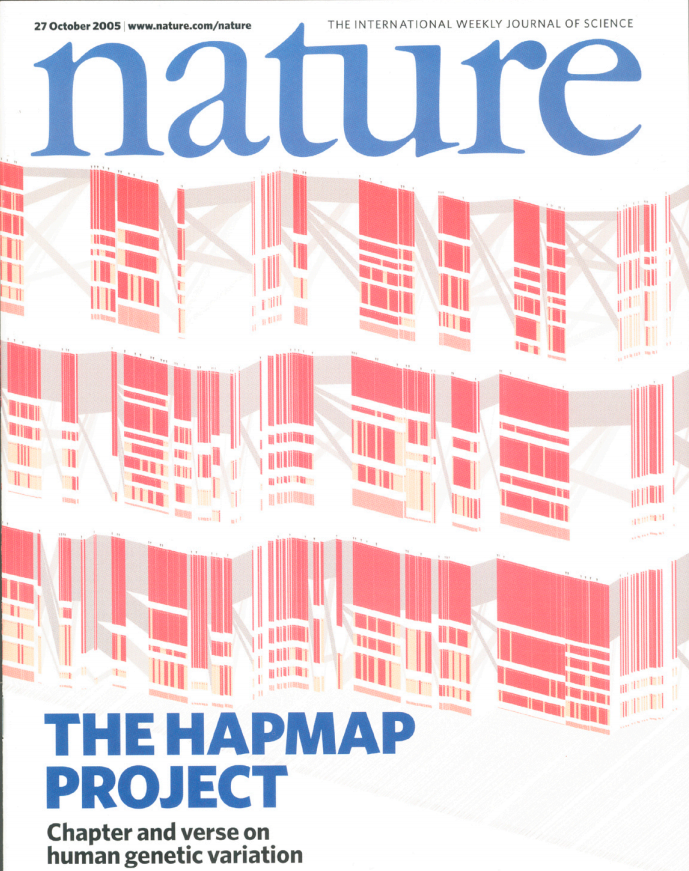 27 October 2005 | www.nature.com/nature
THE INTERNATIONAL WEEKLY JOURNAL OF SCIENCE
nature
THE HAPMAP
PROJECT
Chapter and verse on
human genetic variation